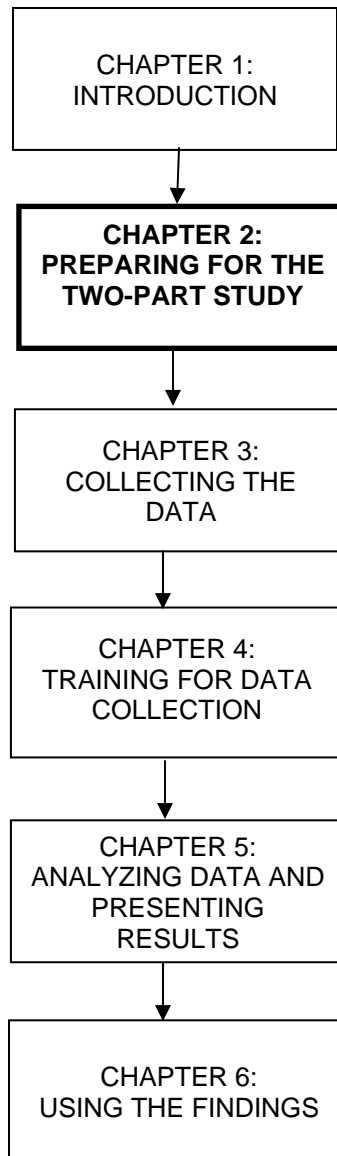 CHAPTER 1:
INTRODUCTION
CHAPTER 2:
PREPARING FOR THE
TWO-PART STUDY
CHAPTER 3:
COLLECTING THE
DATA
CHAPTER 4:
TRAINING FOR DATA
COLLECTION
CHAPTER 5:
ANALYZING DATA AND
PRESENTING
RESULTS
CHAPTER 6:
USING THE FINDINGS